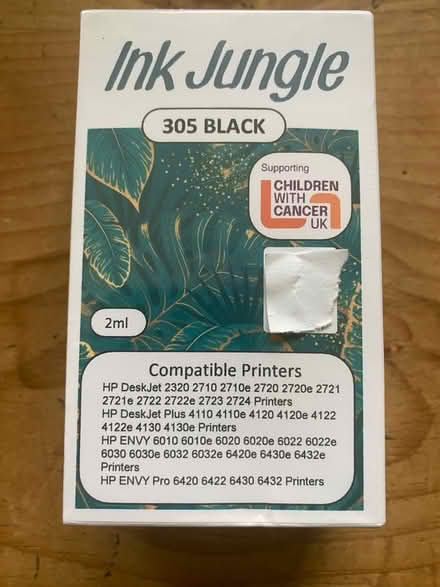 Ink Jungle
305 BLACK
Supporting
CHILDREN
WITH
CANCER
UK
2ml
Compatible Printers
HP DeskJet 2320 2710 2710e 2720 2720e 2721
2721e 2722 2722e 2723 2724 Printers
HP DeskJet Plus 4110 4110e 4120 4120e 4122
4122e 4130 4130e Printers
HP ENVY 6010 6010e 6020 6020e 6022 6022e
6030 6030e 6032 6032e 6420e 6430e 6432e
Printers
HP ENVY Pro 6420 6422 6430 6432 Printers